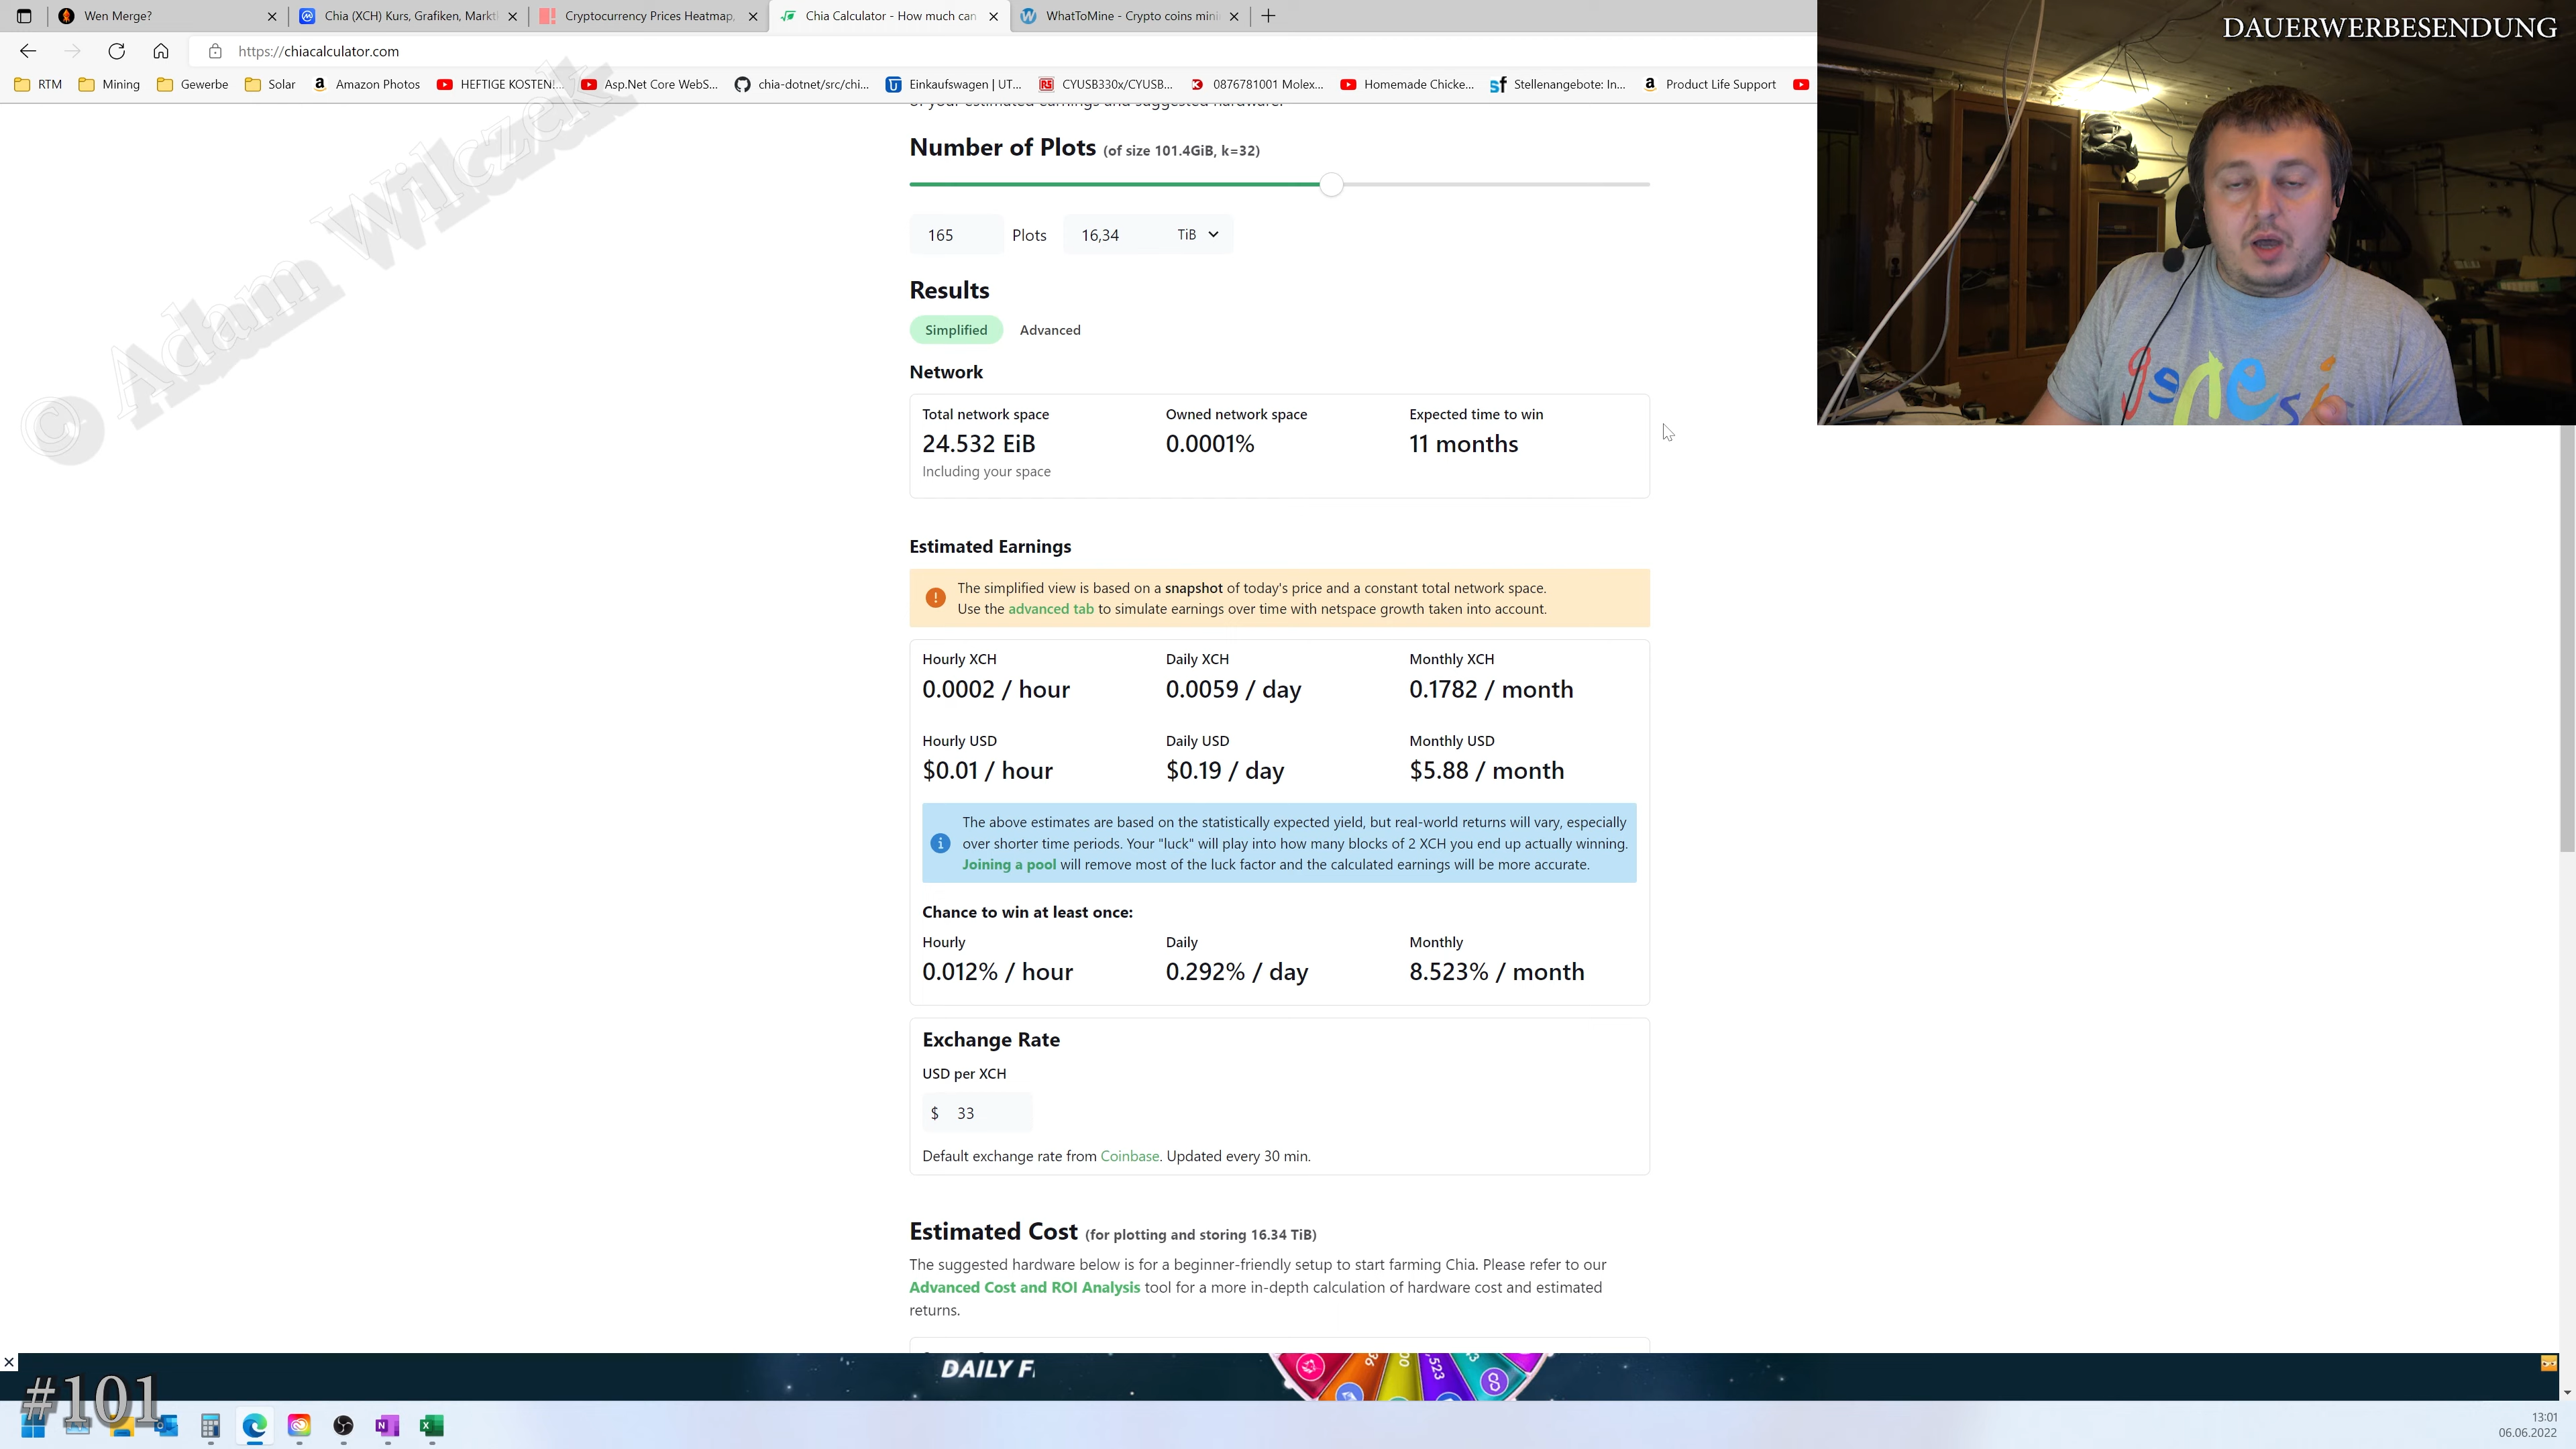 Wen Merge?
Chia (XCH) Kurs, Grafiken, Markt
Cryptocurrency Prices Heatmap,
Chia Calculator - How much can
WhatToMine - Crypto coins mini
DAUERWERBESENDUNG
https://chiacalculator.com
RTM
Mining
Gewerbe
Solar
Amazon Photos
HEFTIGE KOSTEN!...
Asp.Net Core WebS...
chia-dotnet/src/chi...
Einkaufswagen | UT...
CYUSB330x/CYUSB...
0876781001 Molex...
Homemade Chicke...
Stellenangebote: In...
Product Life Support
of your estimated earnings and suggested hardware.
© Adam Wilczek
Number of Plots (of size 101.4GiB, k=32)
165 Plots 16,34 TiB
Results
Simplified Advanced
Network
Total network space Owned network space Expected time to win
24.532 EiB 0.0001% 11 months
Including your space
genesi
Estimated Earnings
The simplified view is based on a snapshot of today's price and a constant total network space.
Use the advanced tab to simulate earnings over time with netspace growth taken into account.
Hourly XCH Daily XCH Monthly XCH
0.0002 / hour 0.0059 / day 0.1782 / month
Hourly USD Daily USD Monthly USD
$0.01 / hour $0.19 / day $5.88 / month
The above estimates are based on the statistically expected yield, but real-world returns will vary, especially
over shorter time periods. Your "luck" will play into how many blocks of 2 XCH you end up actually winning.
Joining a pool will remove most of the luck factor and the calculated earnings will be more accurate.
Chance to win at least once:
Hourly Daily Monthly
0.012% / hour 0.292% / day 8.523% / month
Exchange Rate
USD per XCH
$ 33
Default exchange rate from Coinbase. Updated every 30 min.
Estimated Cost (for plotting and storing 16.34 TiB)
The suggested hardware below is for a beginner-friendly setup to start farming Chia. Please refer to our
Advanced Cost and ROI Analysis tool for a more in-depth calculation of hardware cost and estimated
returns.
DAILY F
#101
13:01
06.06.2022